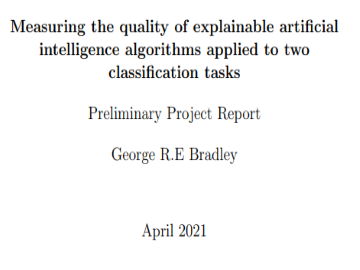 Measuring the quality of explainable artificial
intelligence algorithms applied to two
classification tasks
Preliminary Project Report
George R.E Bradley
April 2021